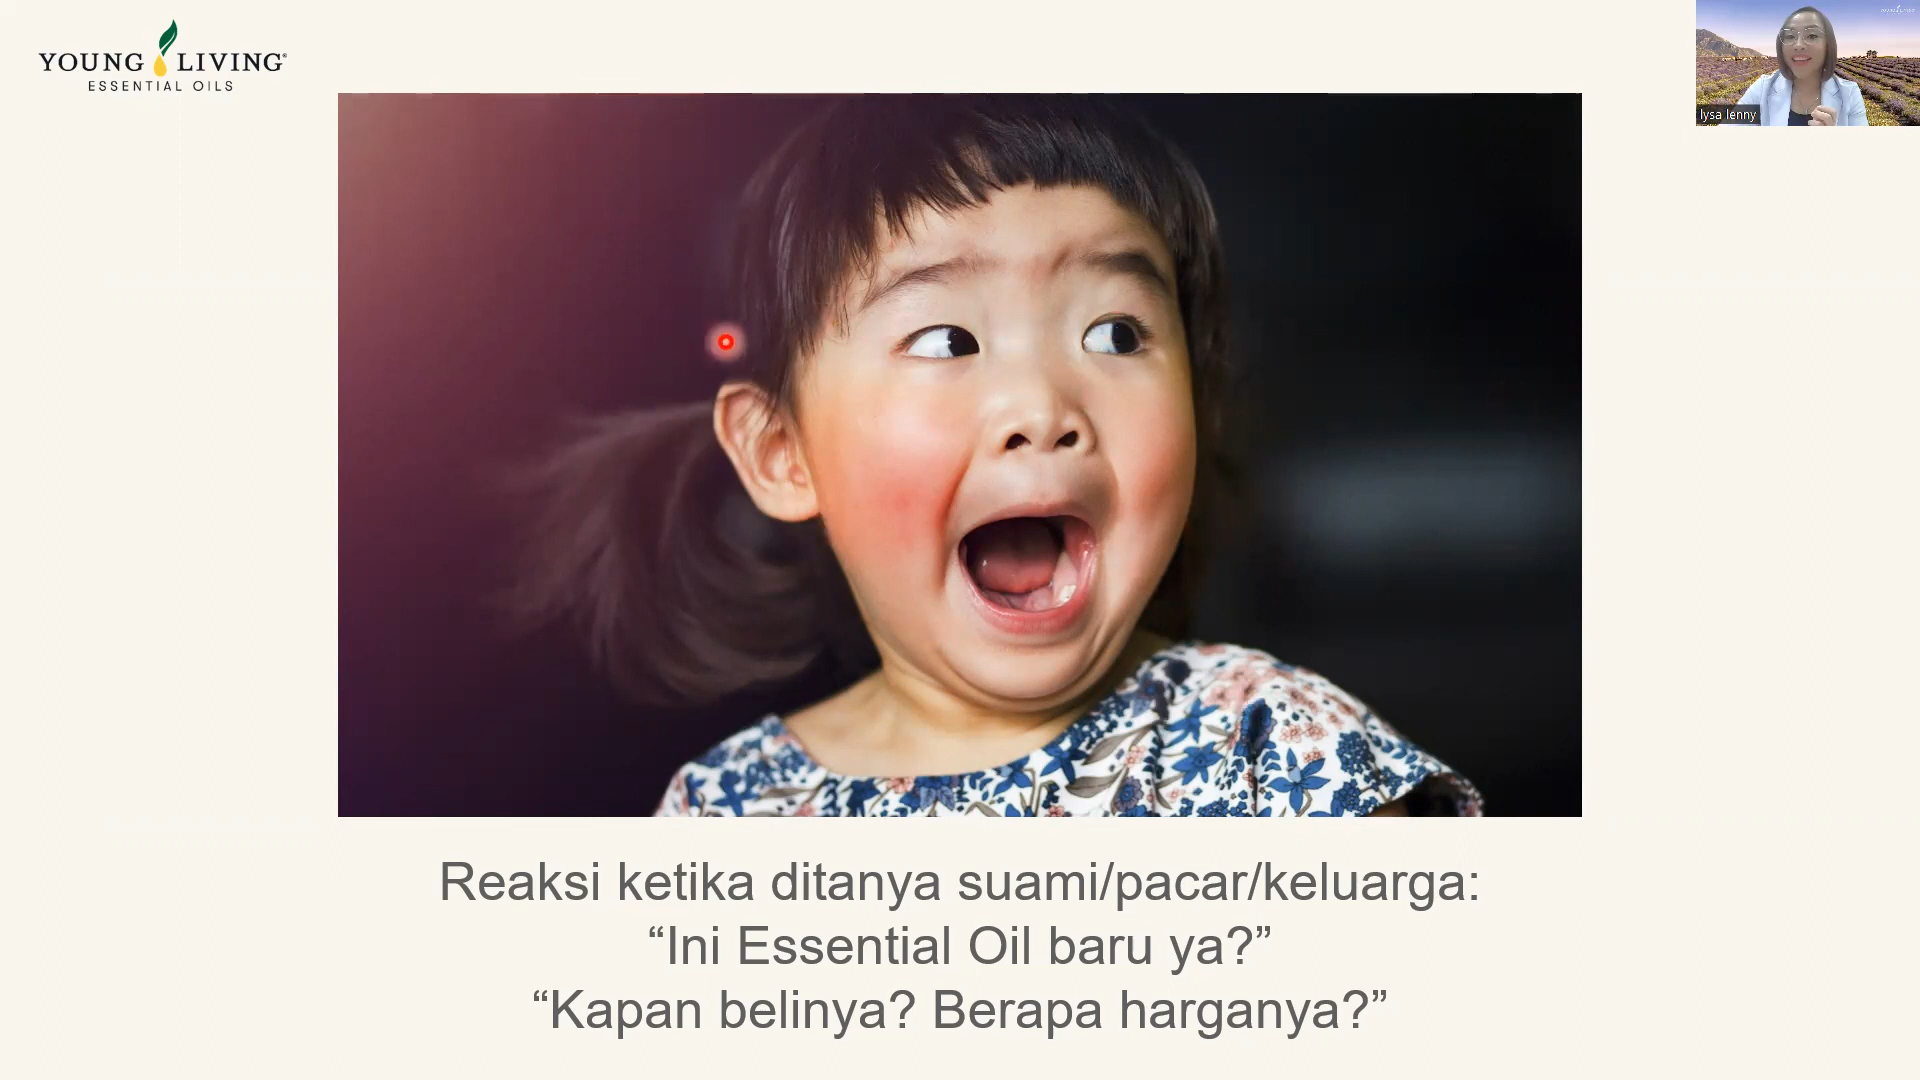 YOUNG LIVING
ESSENTIAL OILS
lysa lenny
Reaksi ketika ditanya suami/pacar/keluarga:
“Ini Essential Oil baru ya?”
“Kapan belinya? Berapa harganya?”